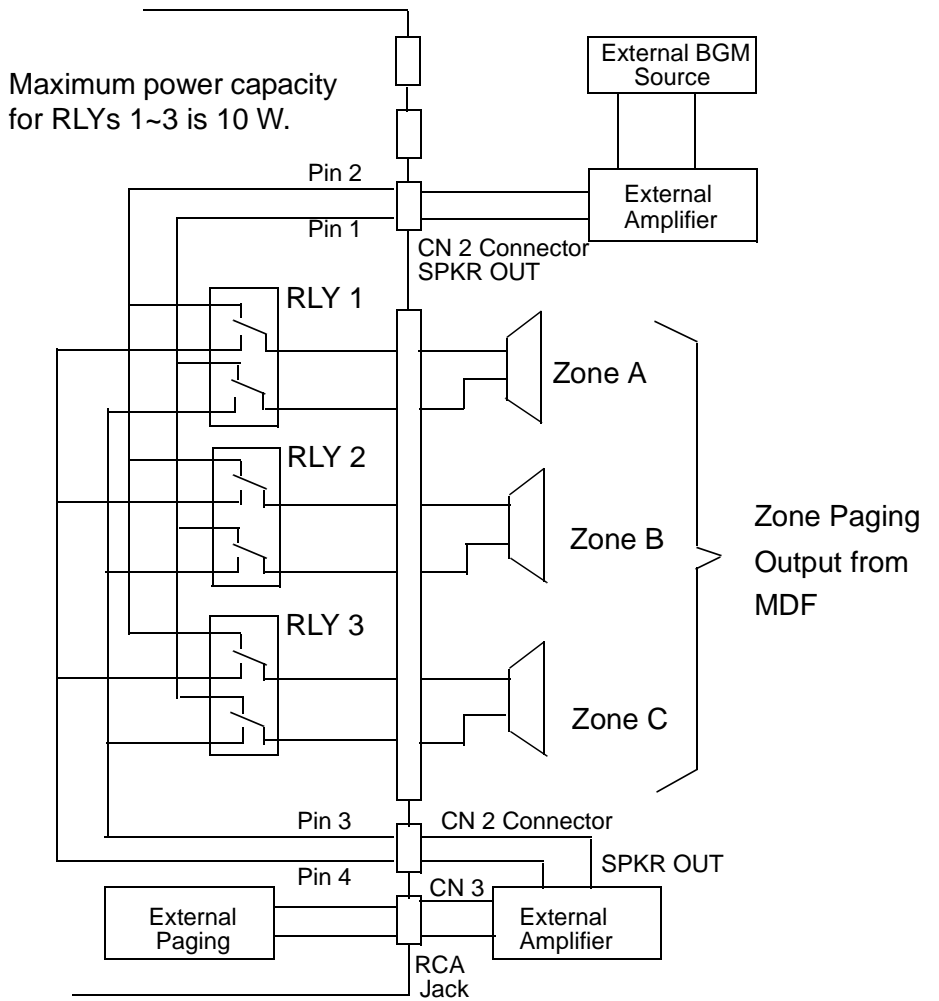 Maximum power capacity
for RLYs 1~3 is 10 W.
External BGM
Source
Pin 2
External
Amplifier
Pin 1
CN 2 Connector
SPKR OUT
RLY 1
Zone A
RLY 2
Zone B
Zone Paging
Output from
MDF
RLY 3
Zone C
Pin 3
CN 2 Connector
SPKR OUT
Pin 4
CN 3
External
Paging
External
Amplifier
RCA
Jack